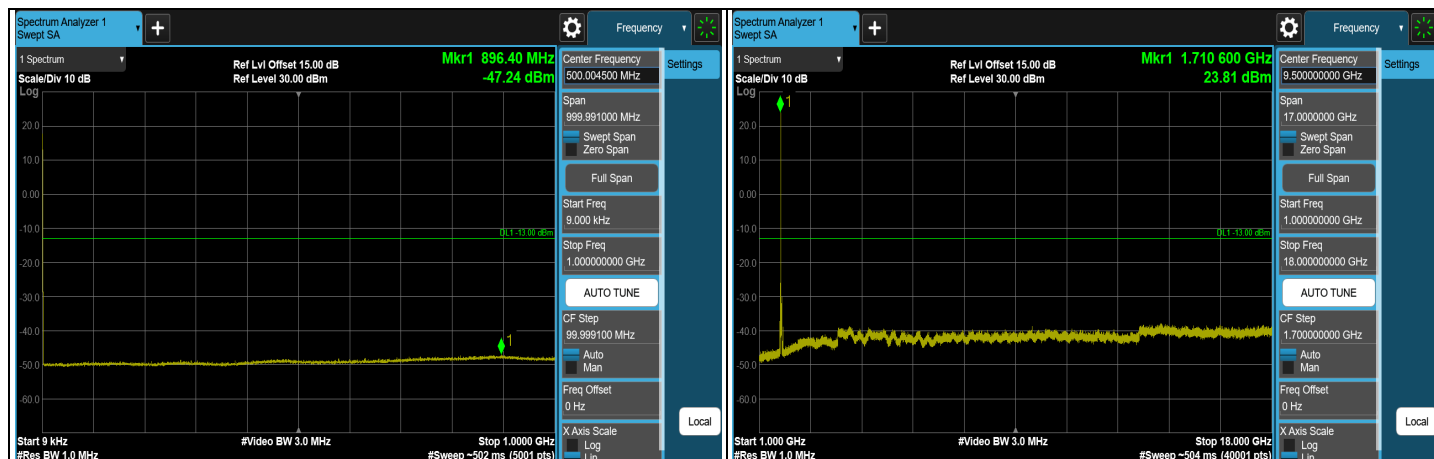 Spectrum Analyzer 1
Swept SA
+
Frequency
1 Spectrum
Scale/Div 10 dB
Ref Lvl Offset 15.00 dB
Ref Level 30.00 dBm
Mkr1 896.40 MHz
-47.24 dBm
Log
20.0
10.0
0.00
-10.0
-20.0
-30.0
-40.0
-50.0
-60.0
DL1 -13.00 dBm
1
Start 9 kHz
#Res BW 1.0 MHz
#Video BW 3.0 MHz
Stop 1.0000 GHz
#Sweep ~502 ms (5001 pts)
Center Frequency
500.004500 MHz
Span
999.991000 MHz
Swept Span
Zero Span
Full Span
Start Freq
9.000 kHz
Stop Freq
1.000000000 GHz
AUTO TUNE
CF Step
99.999100 MHz
Auto
Man
Freq Offset
0 Hz
X Axis Scale
Log
Lin
Settings
Local
Spectrum Analyzer 1
Swept SA
+
Frequency
1 Spectrum
Scale/Div 10 dB
Ref Lvl Offset 15.00 dB
Ref Level 30.00 dBm
Mkr1 1.710 600 GHz
23.81 dBm
Log
20.0
10.0
0.00
-10.0
-20.0
-30.0
-40.0
-50.0
-60.0
DL1 -13.00 dBm
1
Start 1.000 GHz
#Res BW 1.0 MHz
#Video BW 3.0 MHz
Stop 18.000 GHz
#Sweep ~504 ms (40001 pts)
Center Frequency
9.500000000 GHz
Span
17.0000000 GHz
Swept Span
Zero Span
Full Span
Start Freq
1.000000000 GHz
Stop Freq
18.000000000 GHz
AUTO TUNE
CF Step
1.700000000 GHz
Auto
Man
Freq Offset
0 Hz
X Axis Scale
Log
Lin
Settings
Local